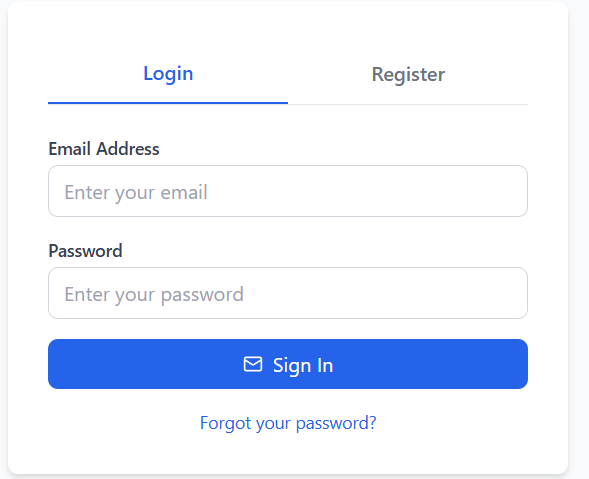 Login
Register
Email Address
Enter your email
Password
Enter your password
Sign In
Forgot your password?